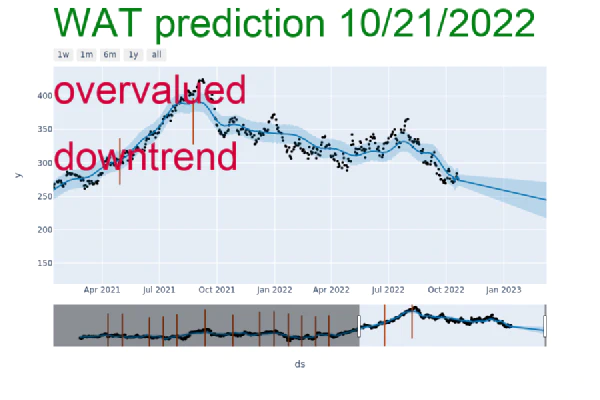 WAT prediction 10/21/2022
1w 1m 6m 1y all
overvalued
downtrend
400
350
300
250
200
150
y
Apr 2021 Jul 2021 Oct 2021 Jan 2022 Apr 2022 Jul 2022 Oct 2022 Jan 2023
ds